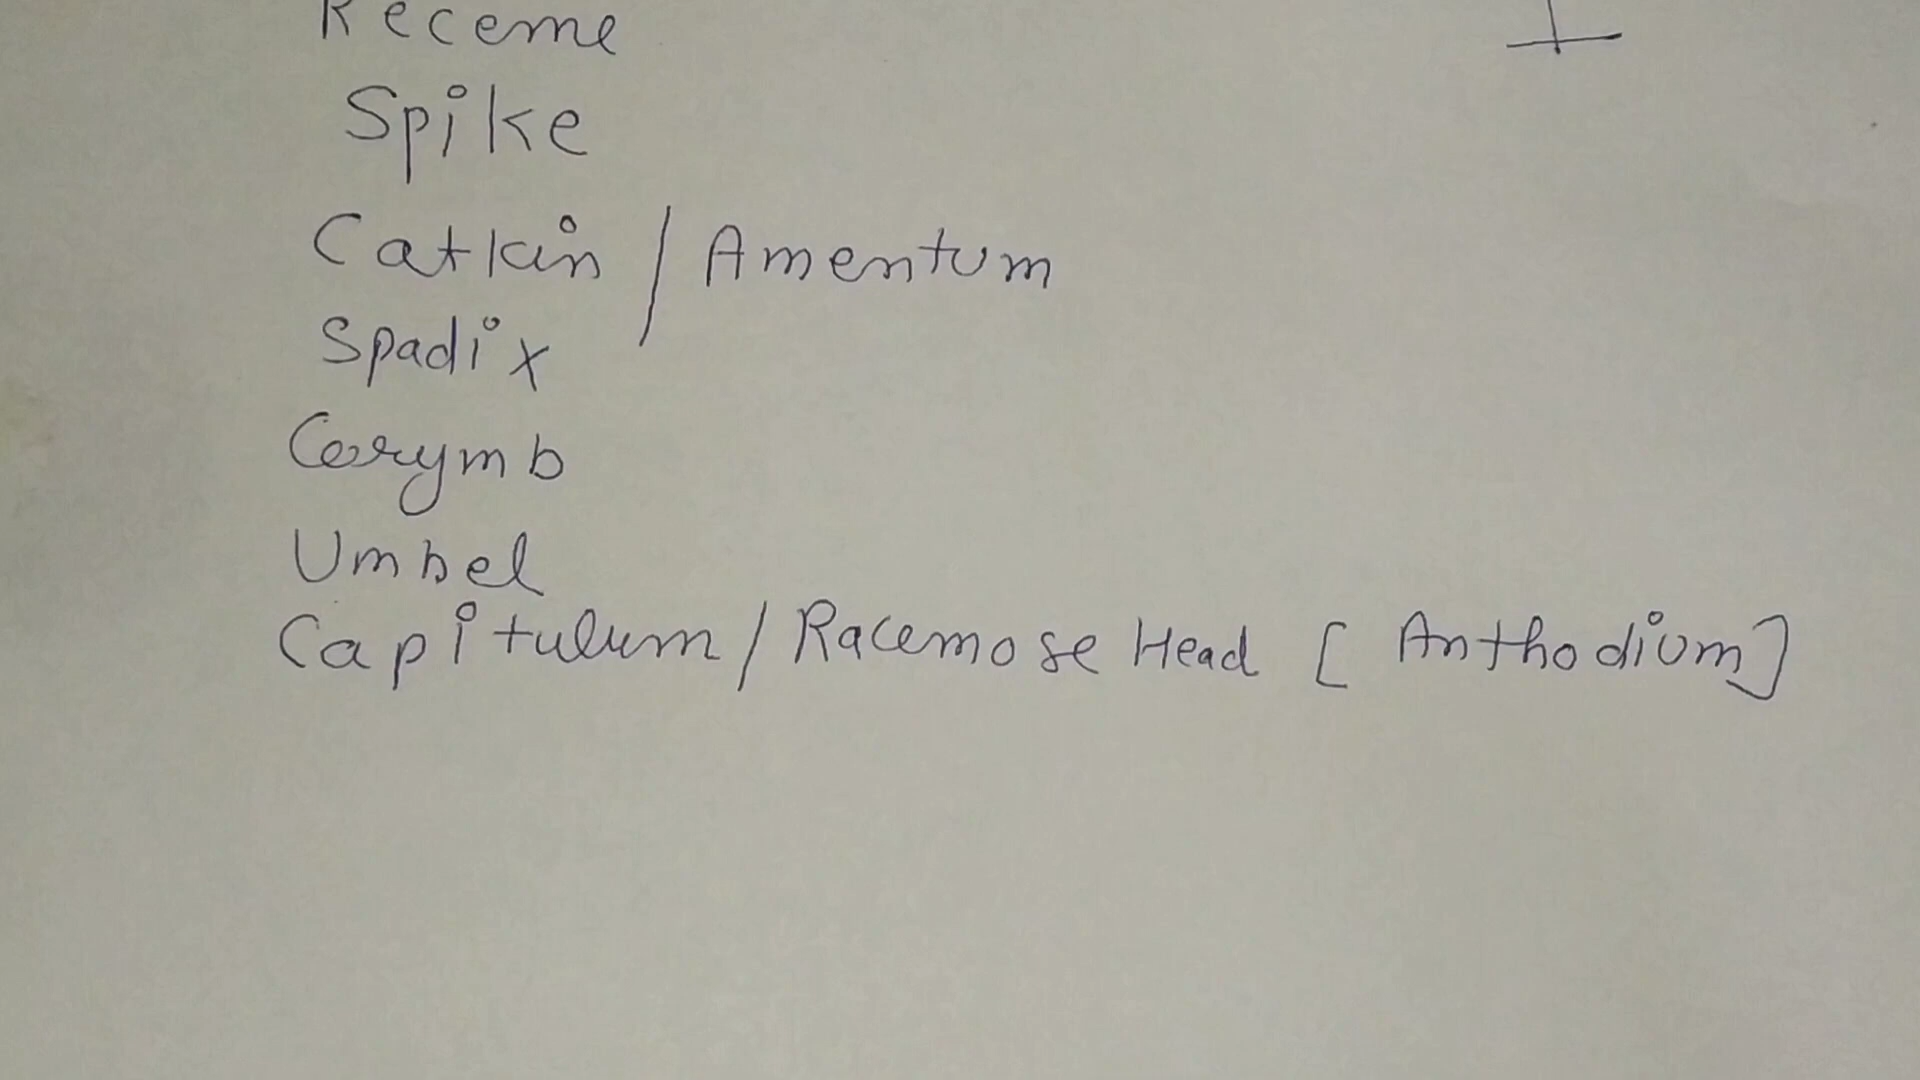 Receme
Spike
Catkin / Amentum
Spadix
Corymb
Umbel
Capitulum / Racemose Head [ Anthodium ]